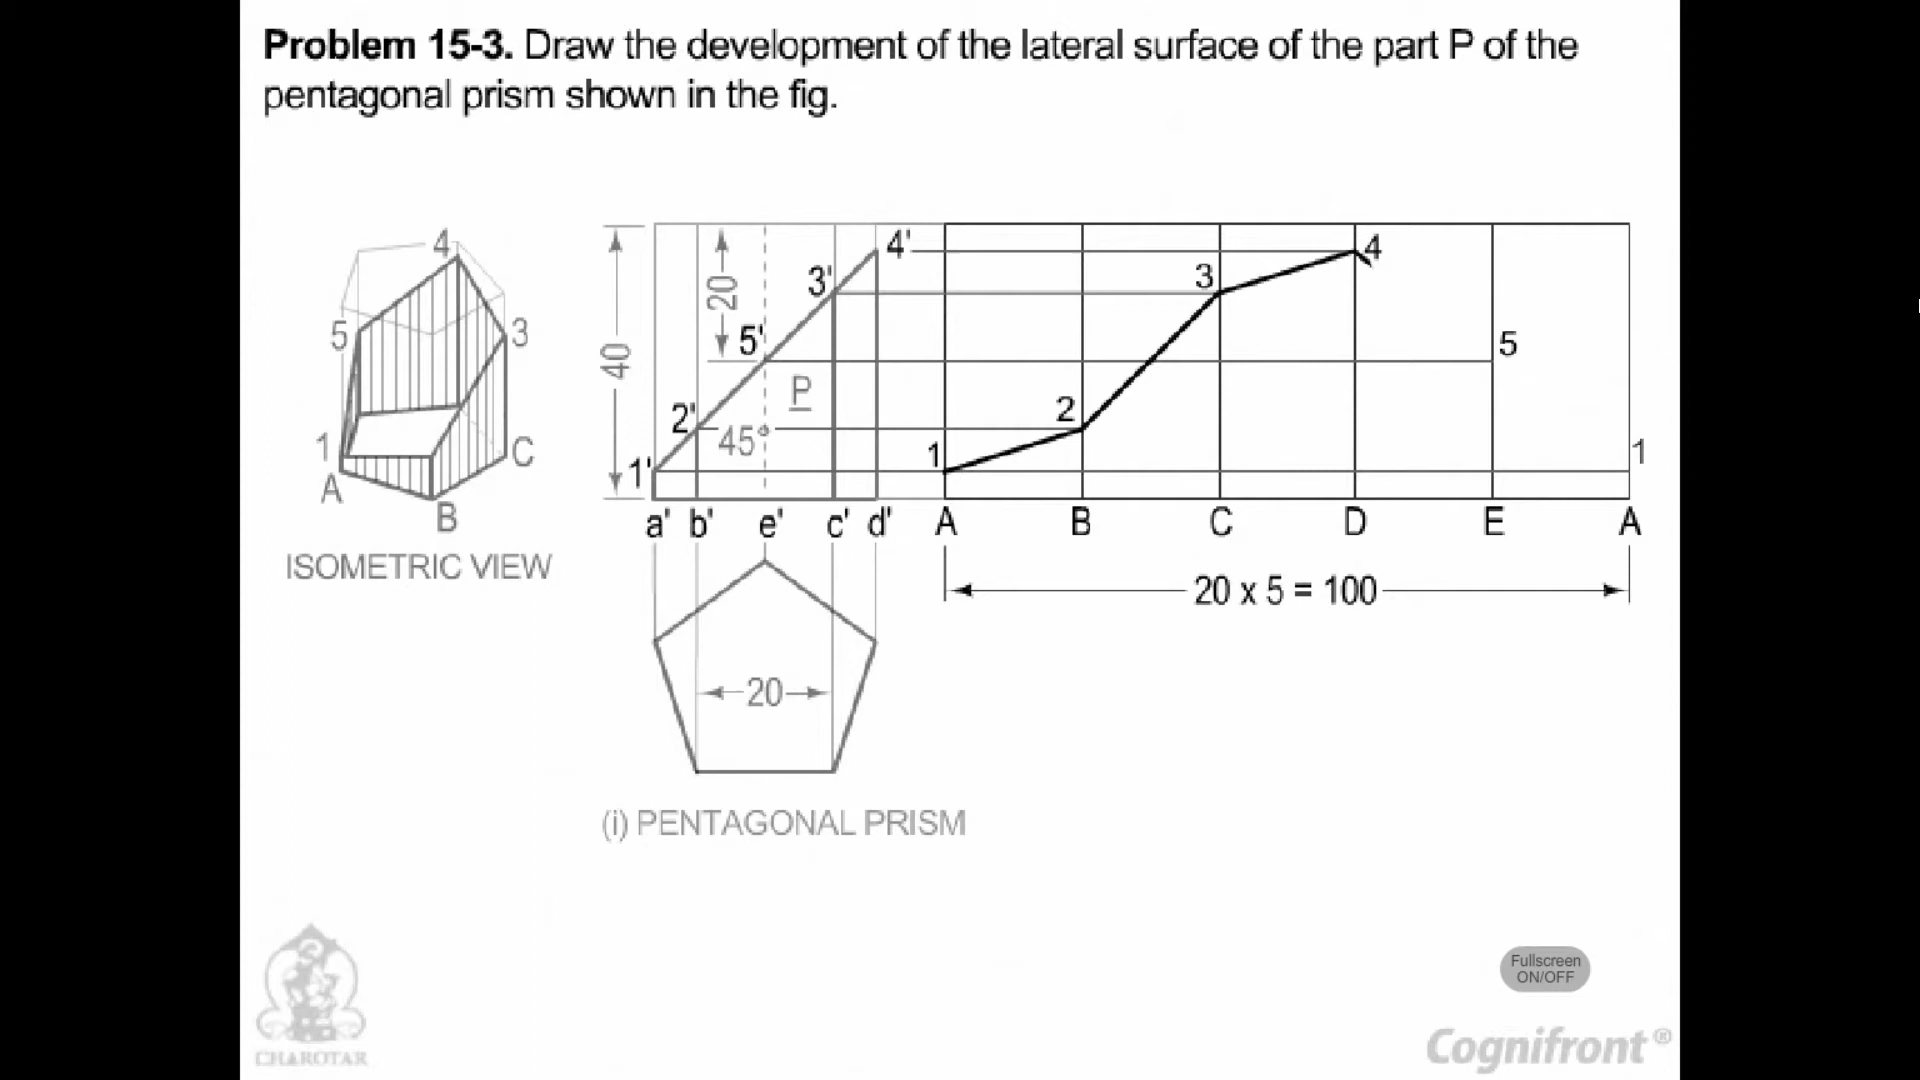 Problem 15-3. Draw the development of the lateral surface of the part P of the
pentagonal prism shown in the fig.
4
5
3
1
A
B
C
ISOMETRIC VIEW
40
20
4'
3'
5'
P
2'
45°
1'
a' b' e' c' d'
20
(i) PENTAGONAL PRISM
1
2
3
4
5
1
A B C D E A
20 x 5 = 100
CHAROTAR
Fullscreen
ON/OFF
Cognifront®